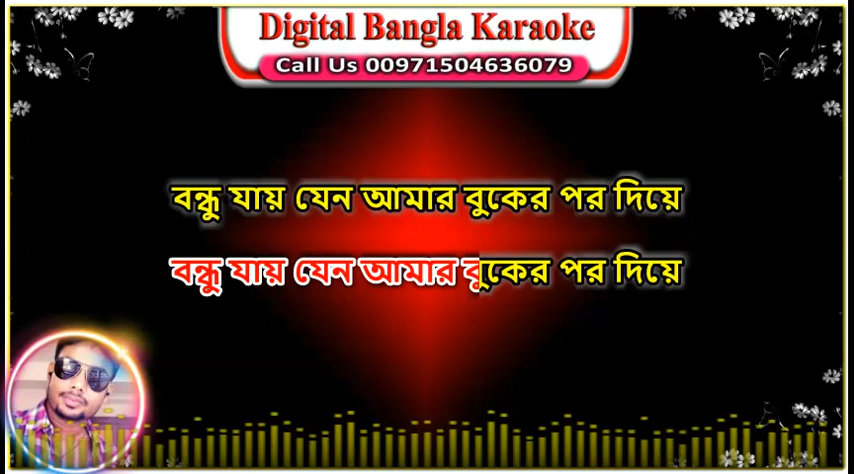 Digital Bangla Karaoke
Call Us 00971504636079
বন্ধু যায় যেন আমার বুকের পর দিয়ে
বন্ধু যায় যেন আমার বুকের পর দিয়ে